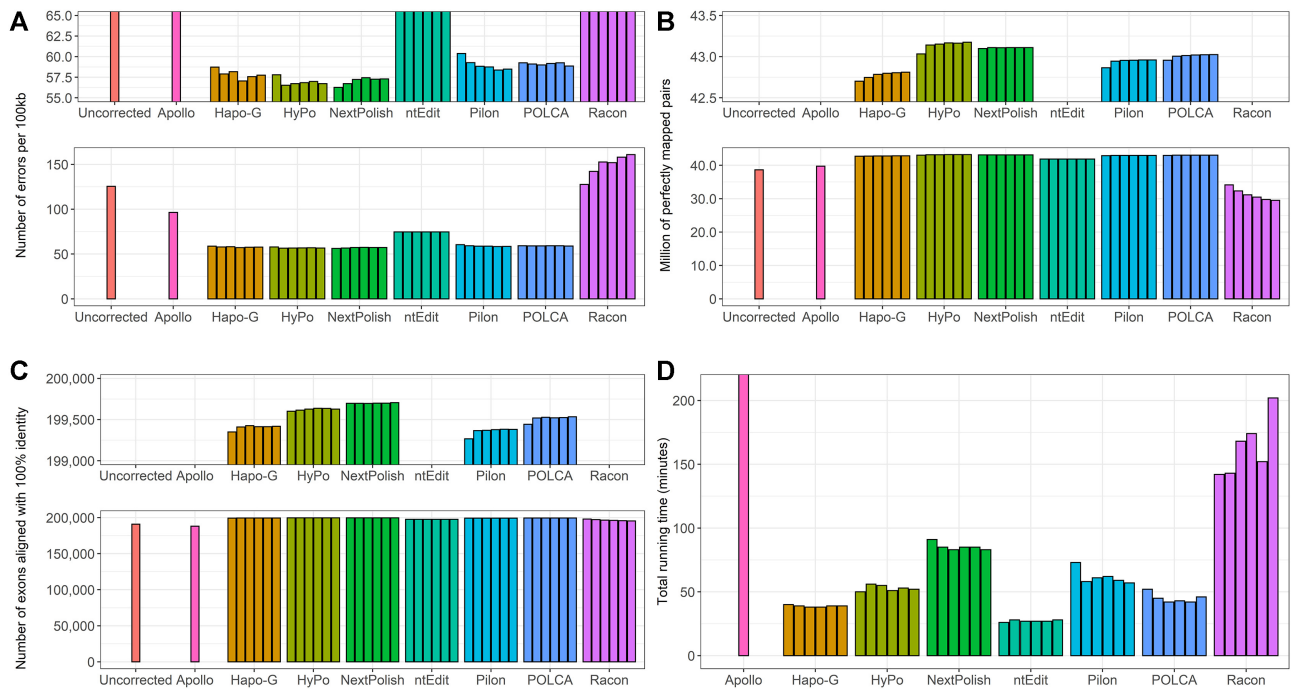 A
Number of errors per 100kb
65.0
62.5
60.0
57.5
55.0
Uncorrected Apollo Hapo-G HyPo NextPolish ntEdit Pilon POLCA Racon
150
100
50
0
Uncorrected Apollo Hapo-G HyPo NextPolish ntEdit Pilon POLCA Racon
B
Million of perfectly mapped pairs
43.5
43.0
42.5
Uncorrected Apollo Hapo-G HyPo NextPolish ntEdit Pilon POLCA Racon
40.0
30.0
20.0
10.0
0
Uncorrected Apollo Hapo-G HyPo NextPolish ntEdit Pilon POLCA Racon
C
Number of exons aligned with 100% identity
200,000
199,500
199,000
Uncorrected Apollo Hapo-G HyPo NextPolish ntEdit Pilon POLCA Racon
200,000
150,000
100,000
50,000
0
Uncorrected Apollo Hapo-G HyPo NextPolish ntEdit Pilon POLCA Racon
D
Total running time (minutes)
200
150
100
50
0
Apollo Hapo-G HyPo NextPolish ntEdit Pilon POLCA Racon